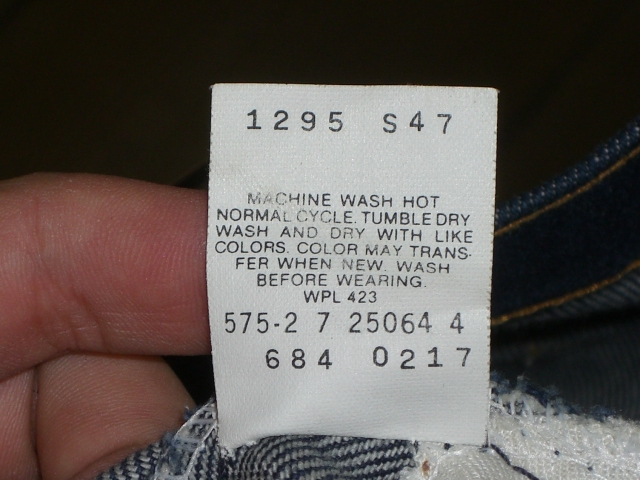 1295 S47
MACHINE WASH HOT
NORMAL CYCLE. TUMBLE DRY
WASH AND DRY WITH LIKE
COLORS. COLOR MAY TRANS-
FER WHEN NEW. WASH
BEFORE WEARING.
WPL 423
575-2 7 25064 4
684 0217